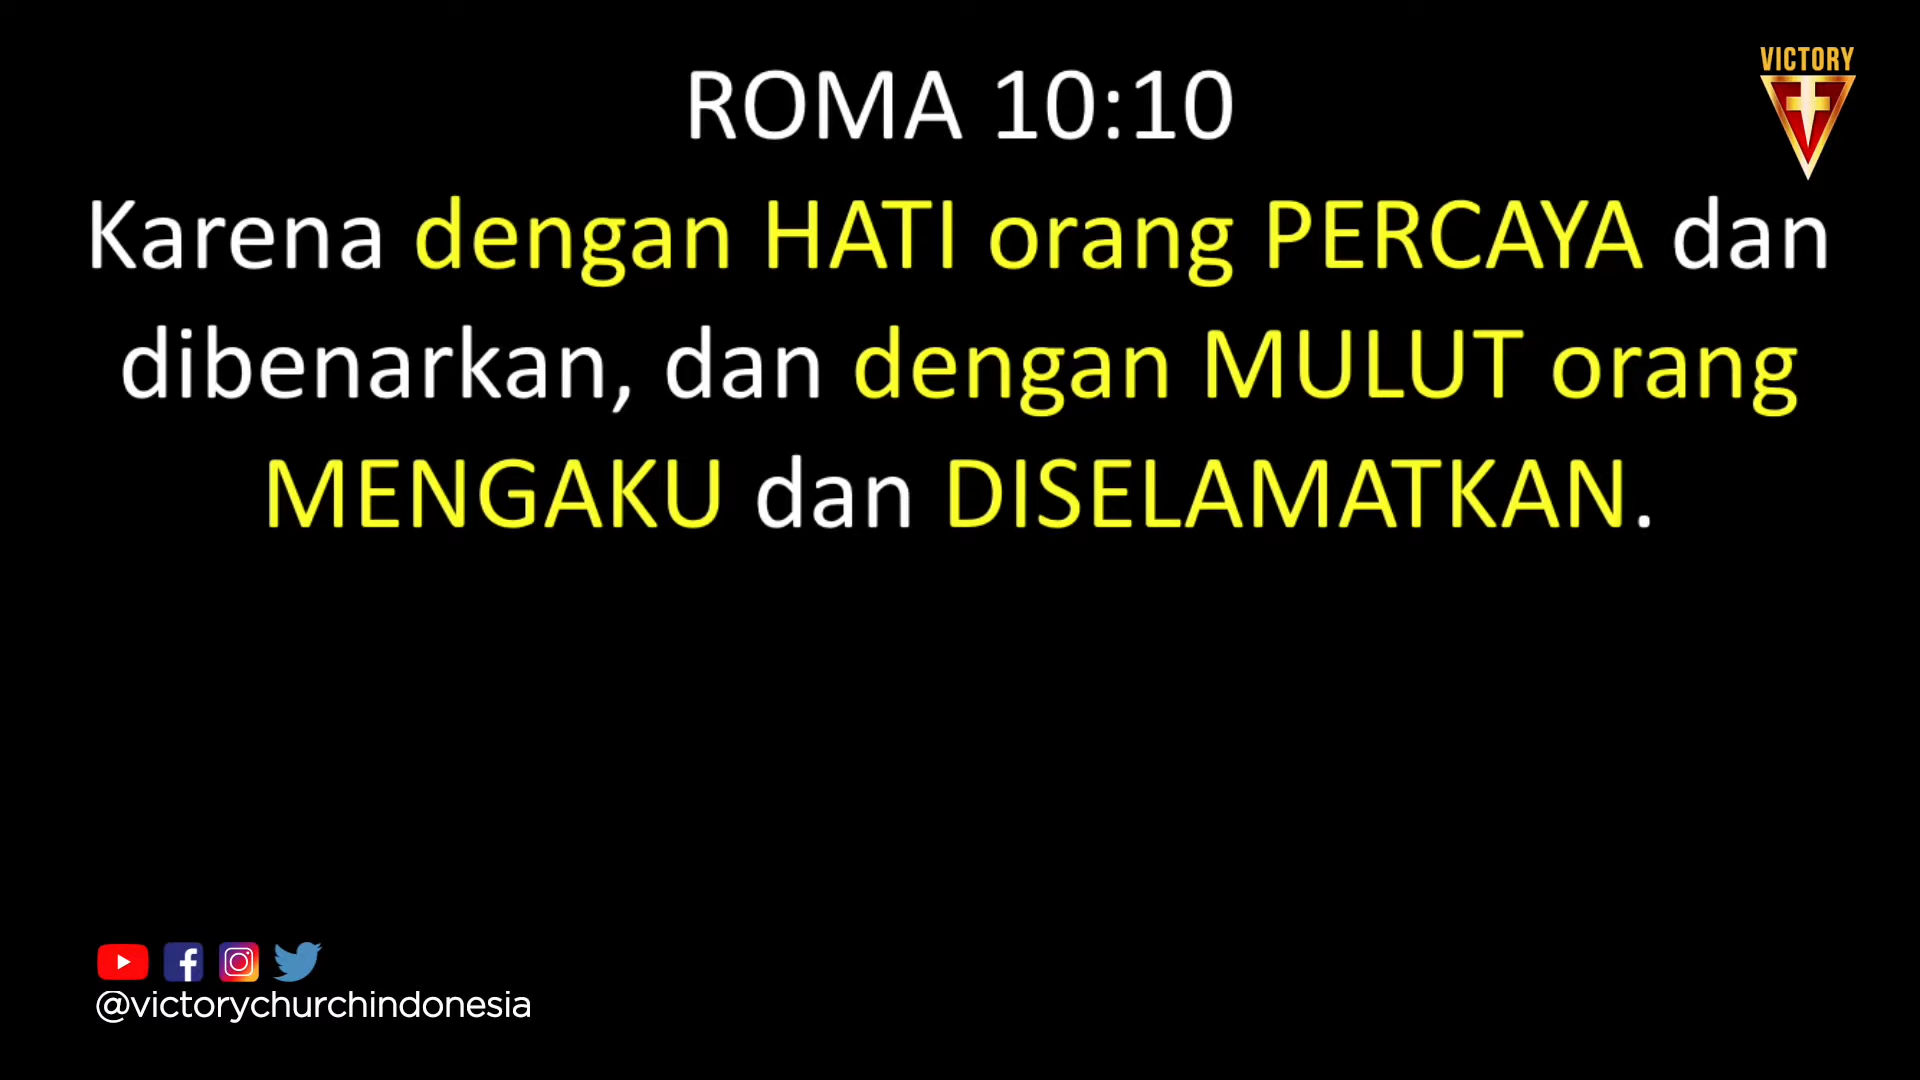 ROMA 10:10
VICTORY
Karena dengan HATI orang PERCAYA dan
dibenarkan, dan dengan MULUT orang
MENGAKU dan DISELAMATKAN.
@victorychurchindonesia